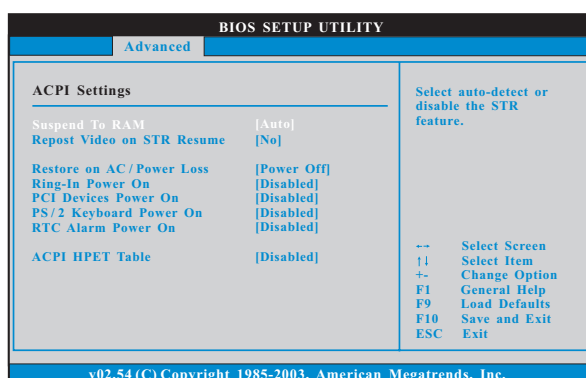 BIOS SETUP UTILITY
Advanced
ACPI Settings
Suspend To RAM [Auto]
Repost Video on STR Resume [No]
Restore on AC / Power Loss [Power Off]
Ring-In Power On [Disabled]
PCI Devices Power On [Disabled]
PS / 2 Keyboard Power On [Disabled]
RTC Alarm Power On [Disabled]
ACPI HPET Table [Disabled]
Select auto-detect or
disable the STR
feature.
←→ Select Screen
↑↓ Select Item
+- Change Option
F1 General Help
F9 Load Defaults
F10 Save and Exit
ESC Exit
v02.54 (C) Copyright 1985-2003, American Megatrends, Inc.